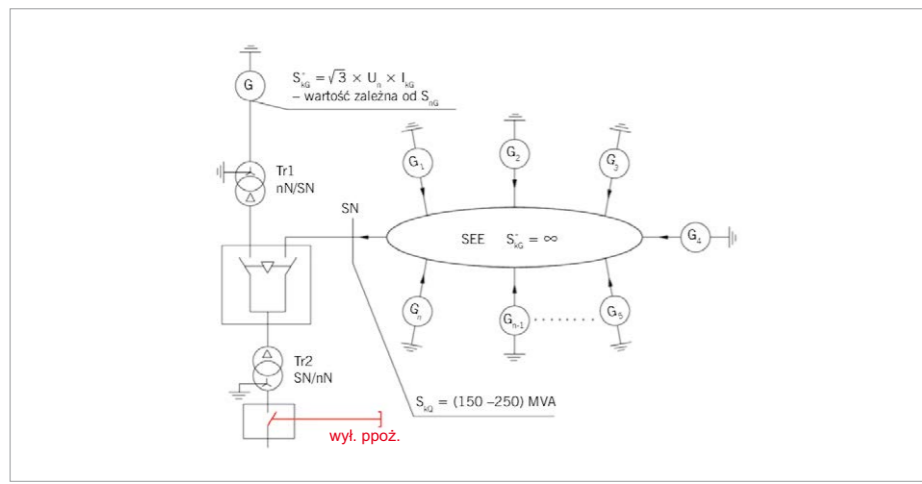 G
S"kG = √3 × Un × IkG
– wartość zależna od SnG
Tr1
nN/SN
G1
G2
G3
SN
SEE S"kG = ∞
G4
Gn
Gn-1
G5
Tr2
SN/nN
SkQ = (150 –250) MVA
wył. ppoż.